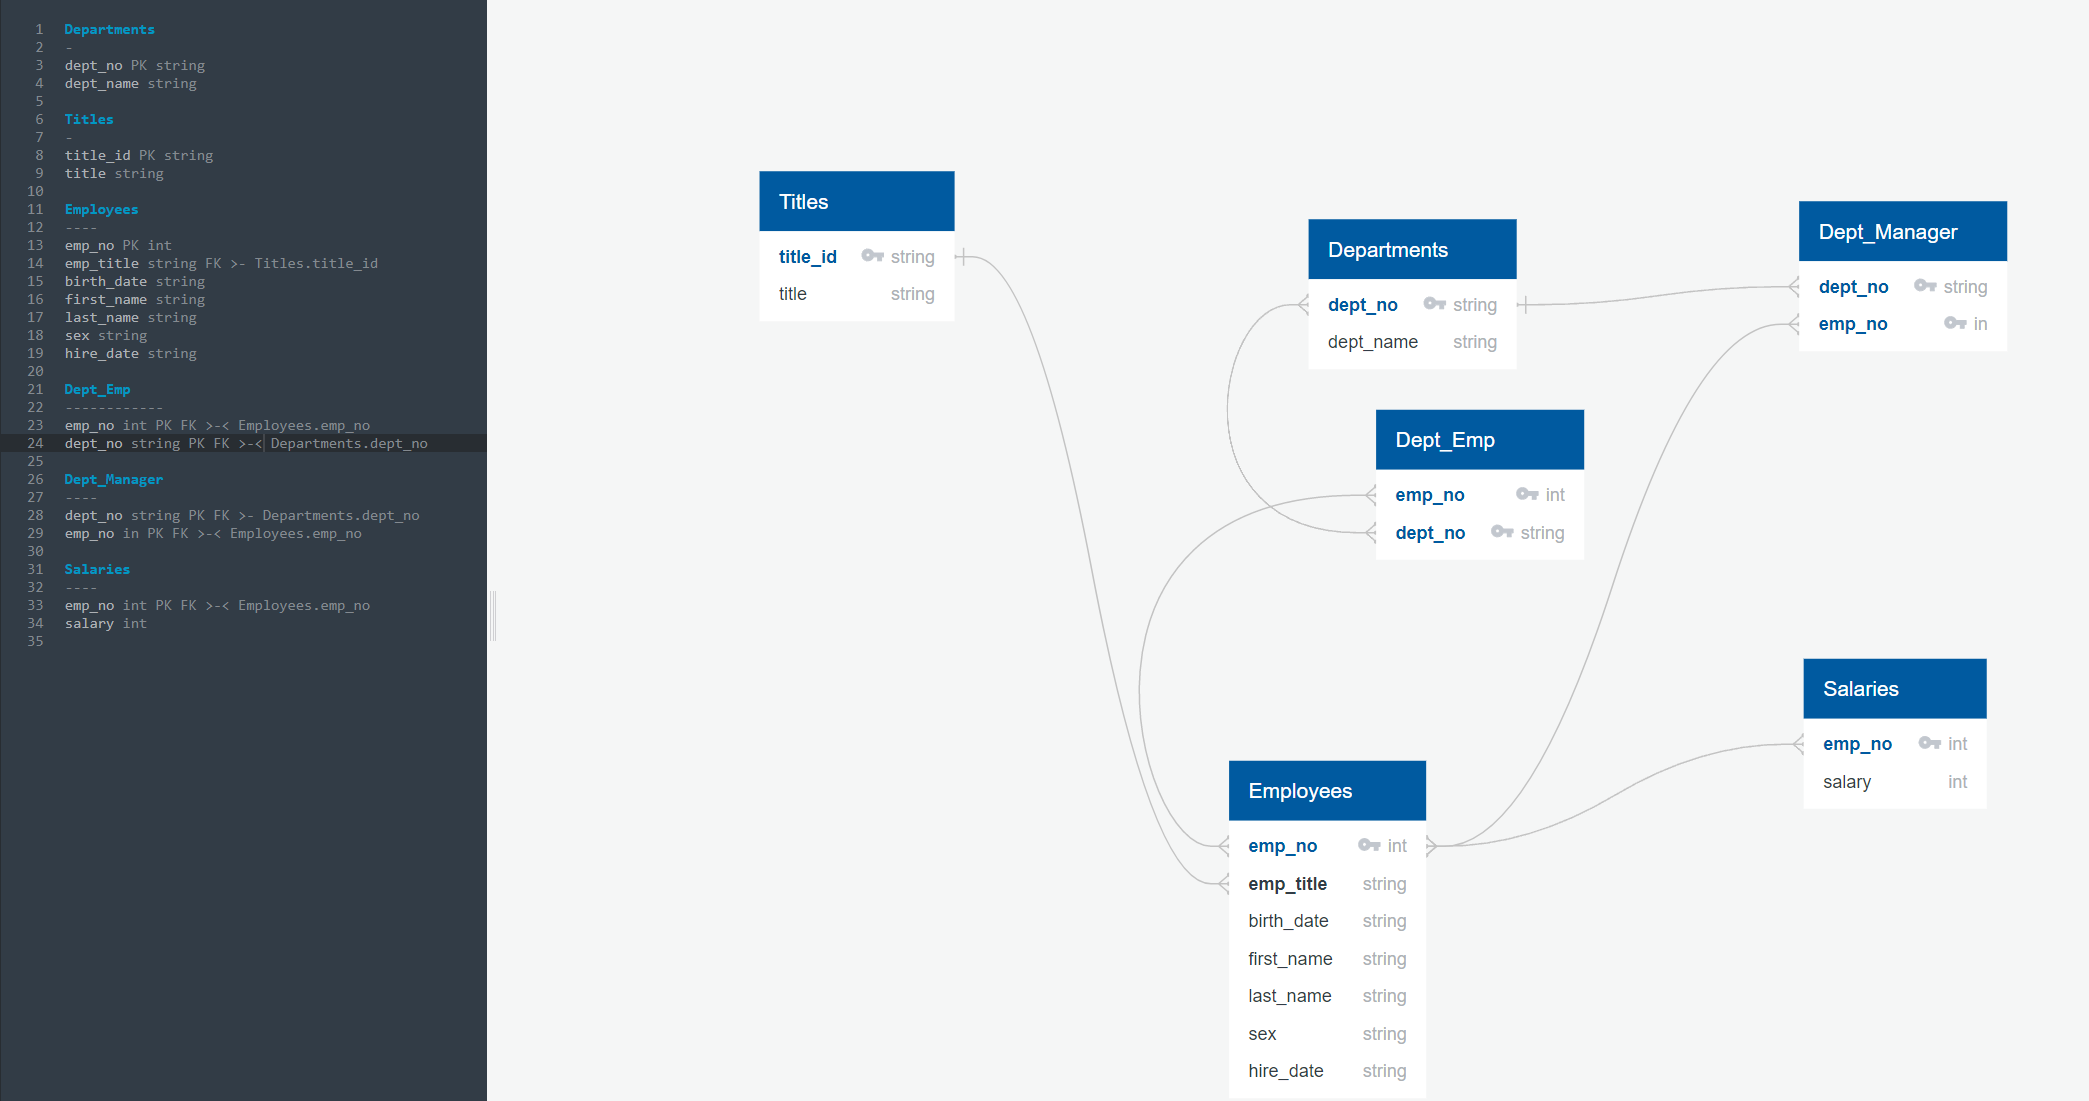 1 Departments
2 -
3 dept_no PK string
4 dept_name string
5
6 Titles
7 -
8 title_id PK string
9 title string
10
11 Employees
12 ----
13 emp_no PK int
14 emp_title string FK >- Titles.title_id
15 birth_date string
16 first_name string
17 last_name string
18 sex string
19 hire_date string
20
21 Dept_Emp
22 ------------
23 emp_no int PK FK >-< Employees.emp_no
24 dept_no string PK FK >-< Departments.dept_no
25
26 Dept_Manager
27 ----
28 dept_no string PK FK >- Departments.dept_no
29 emp_no in PK FK >-< Employees.emp_no
30
31 Salaries
32 ----
33 emp_no int PK FK >-< Employees.emp_no
34 salary int
35
Titles
title_id string
title string
Departments
dept_no string
dept_name string
Dept_Manager
dept_no string
emp_no in
Dept_Emp
emp_no int
dept_no string
Salaries
emp_no int
salary int
Employees
emp_no int
emp_title string
birth_date string
first_name string
last_name string
sex string
hire_date string